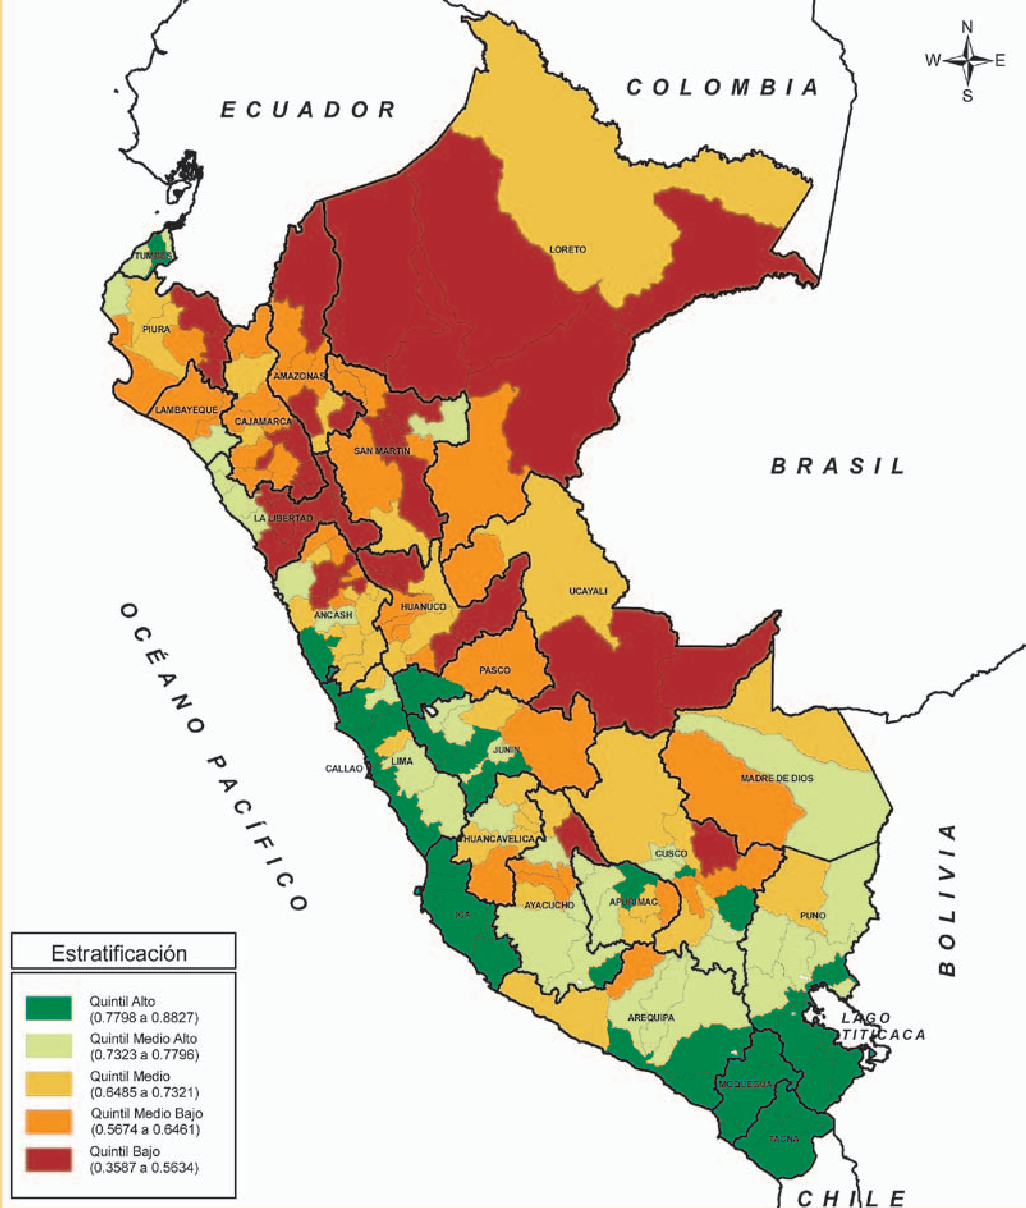 N
W E
S
COLOMBIA
ECUADOR
LORETO
TUMBES
PIURA
AMAZONAS
LAMBAYEQUE
CAJAMARCA
SAN MARTIN
BRASIL
LA LIBERTAD
UCAYALI
HUANUCO
ANCASH
OCÉANO PACÍFICO
PASCO
JUNIN
LIMA
CALLAO
MADRE DE DIOS
HUANCAVELICA
CUSCO
BOLIVIA
APURIMAC
AYACUCHO
ICA
PUNO
AREQUIPA
LAGO
TITICACA
MOQUEGUA
TACNA
CHILE
Estratificación
Quintil Alto
(0.7798 a 0.8827)
Quintil Medio Alto
(0.7323 a 0.7796)
Quintil Medio
(0.6485 a 0.7321)
Quintil Medio Bajo
(0.5674 a 0.6461)
Quintil Bajo
(0.3587 a 0.5634)